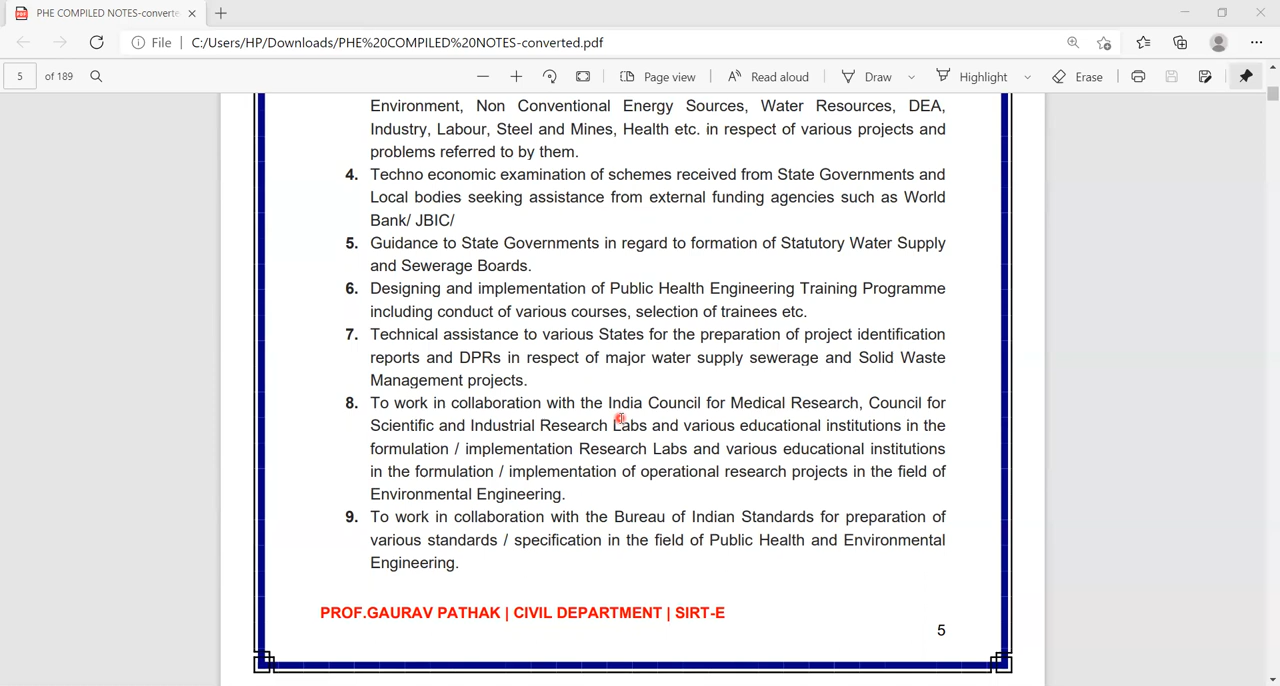 PHE COMPILED NOTES-converte
File | C:/Users/HP/Downloads/PHE%20COMPILED%20NOTES-converted.pdf
5 of 189 Page view Read aloud Draw Highlight Erase
Environment, Non Conventional Energy Sources, Water Resources, DEA,
Industry, Labour, Steel and Mines, Health etc. in respect of various projects and
problems referred to by them.
4. Techno economic examination of schemes received from State Governments and
Local bodies seeking assistance from external funding agencies such as World
Bank/ JBIC/
5. Guidance to State Governments in regard to formation of Statutory Water Supply
and Sewerage Boards.
6. Designing and implementation of Public Health Engineering Training Programme
including conduct of various courses, selection of trainees etc.
7. Technical assistance to various States for the preparation of project identification
reports and DPRs in respect of major water supply sewerage and Solid Waste
Management projects.
8. To work in collaboration with the India Council for Medical Research, Council for
Scientific and Industrial Research Labs and various educational institutions in the
formulation / implementation Research Labs and various educational institutions
in the formulation / implementation of operational research projects in the field of
Environmental Engineering.
9. To work in collaboration with the Bureau of Indian Standards for preparation of
various standards / specification in the field of Public Health and Environmental
Engineering.
PROF.GAURAV PATHAK | CIVIL DEPARTMENT | SIRT-E
5